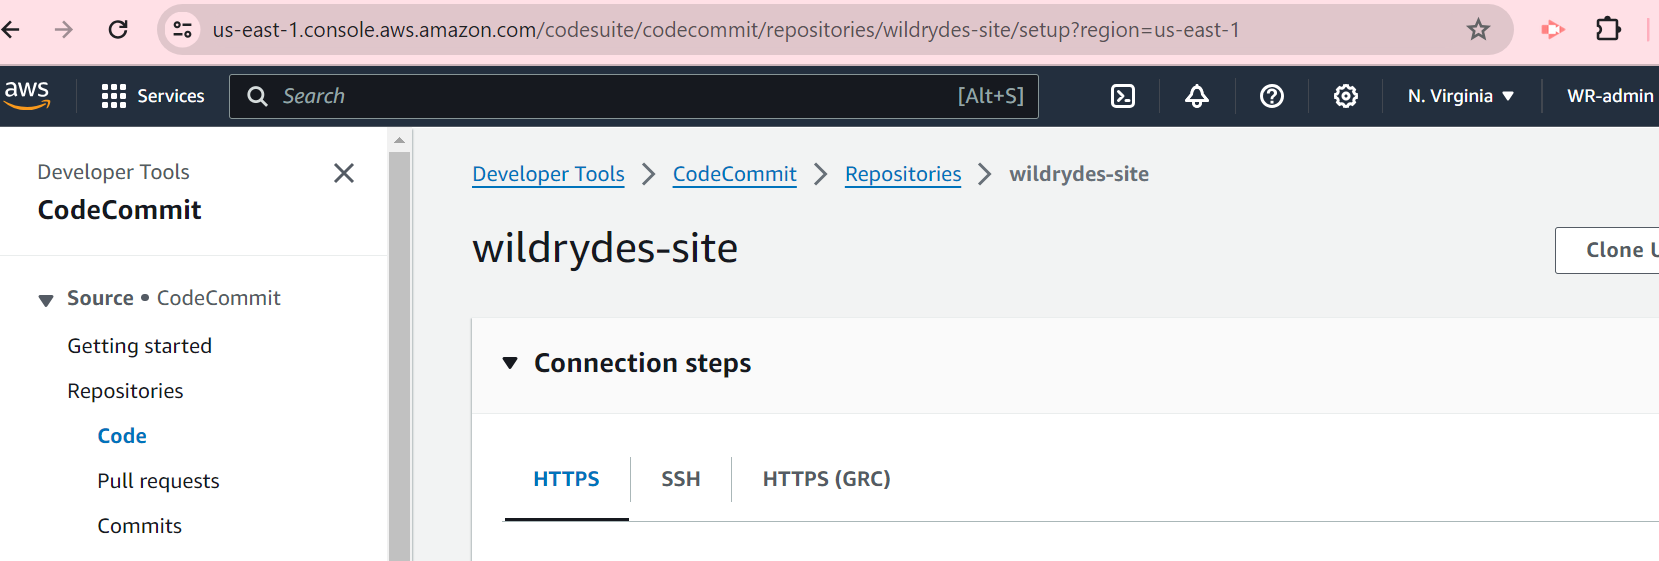 us-east-1.console.aws.amazon.com/codesuite/codecommit/repositories/wildrydes-site/setup?region=us-east-1
aws Services Search [Alt+S] N. Virginia WR-admin
Developer Tools
CodeCommit
Source • CodeCommit
Getting started
Repositories
Code
Pull requests
Commits
Developer Tools > CodeCommit > Repositories > wildrydes-site
wildrydes-site
Clone U
Connection steps
HTTPS SSH HTTPS (GRC)